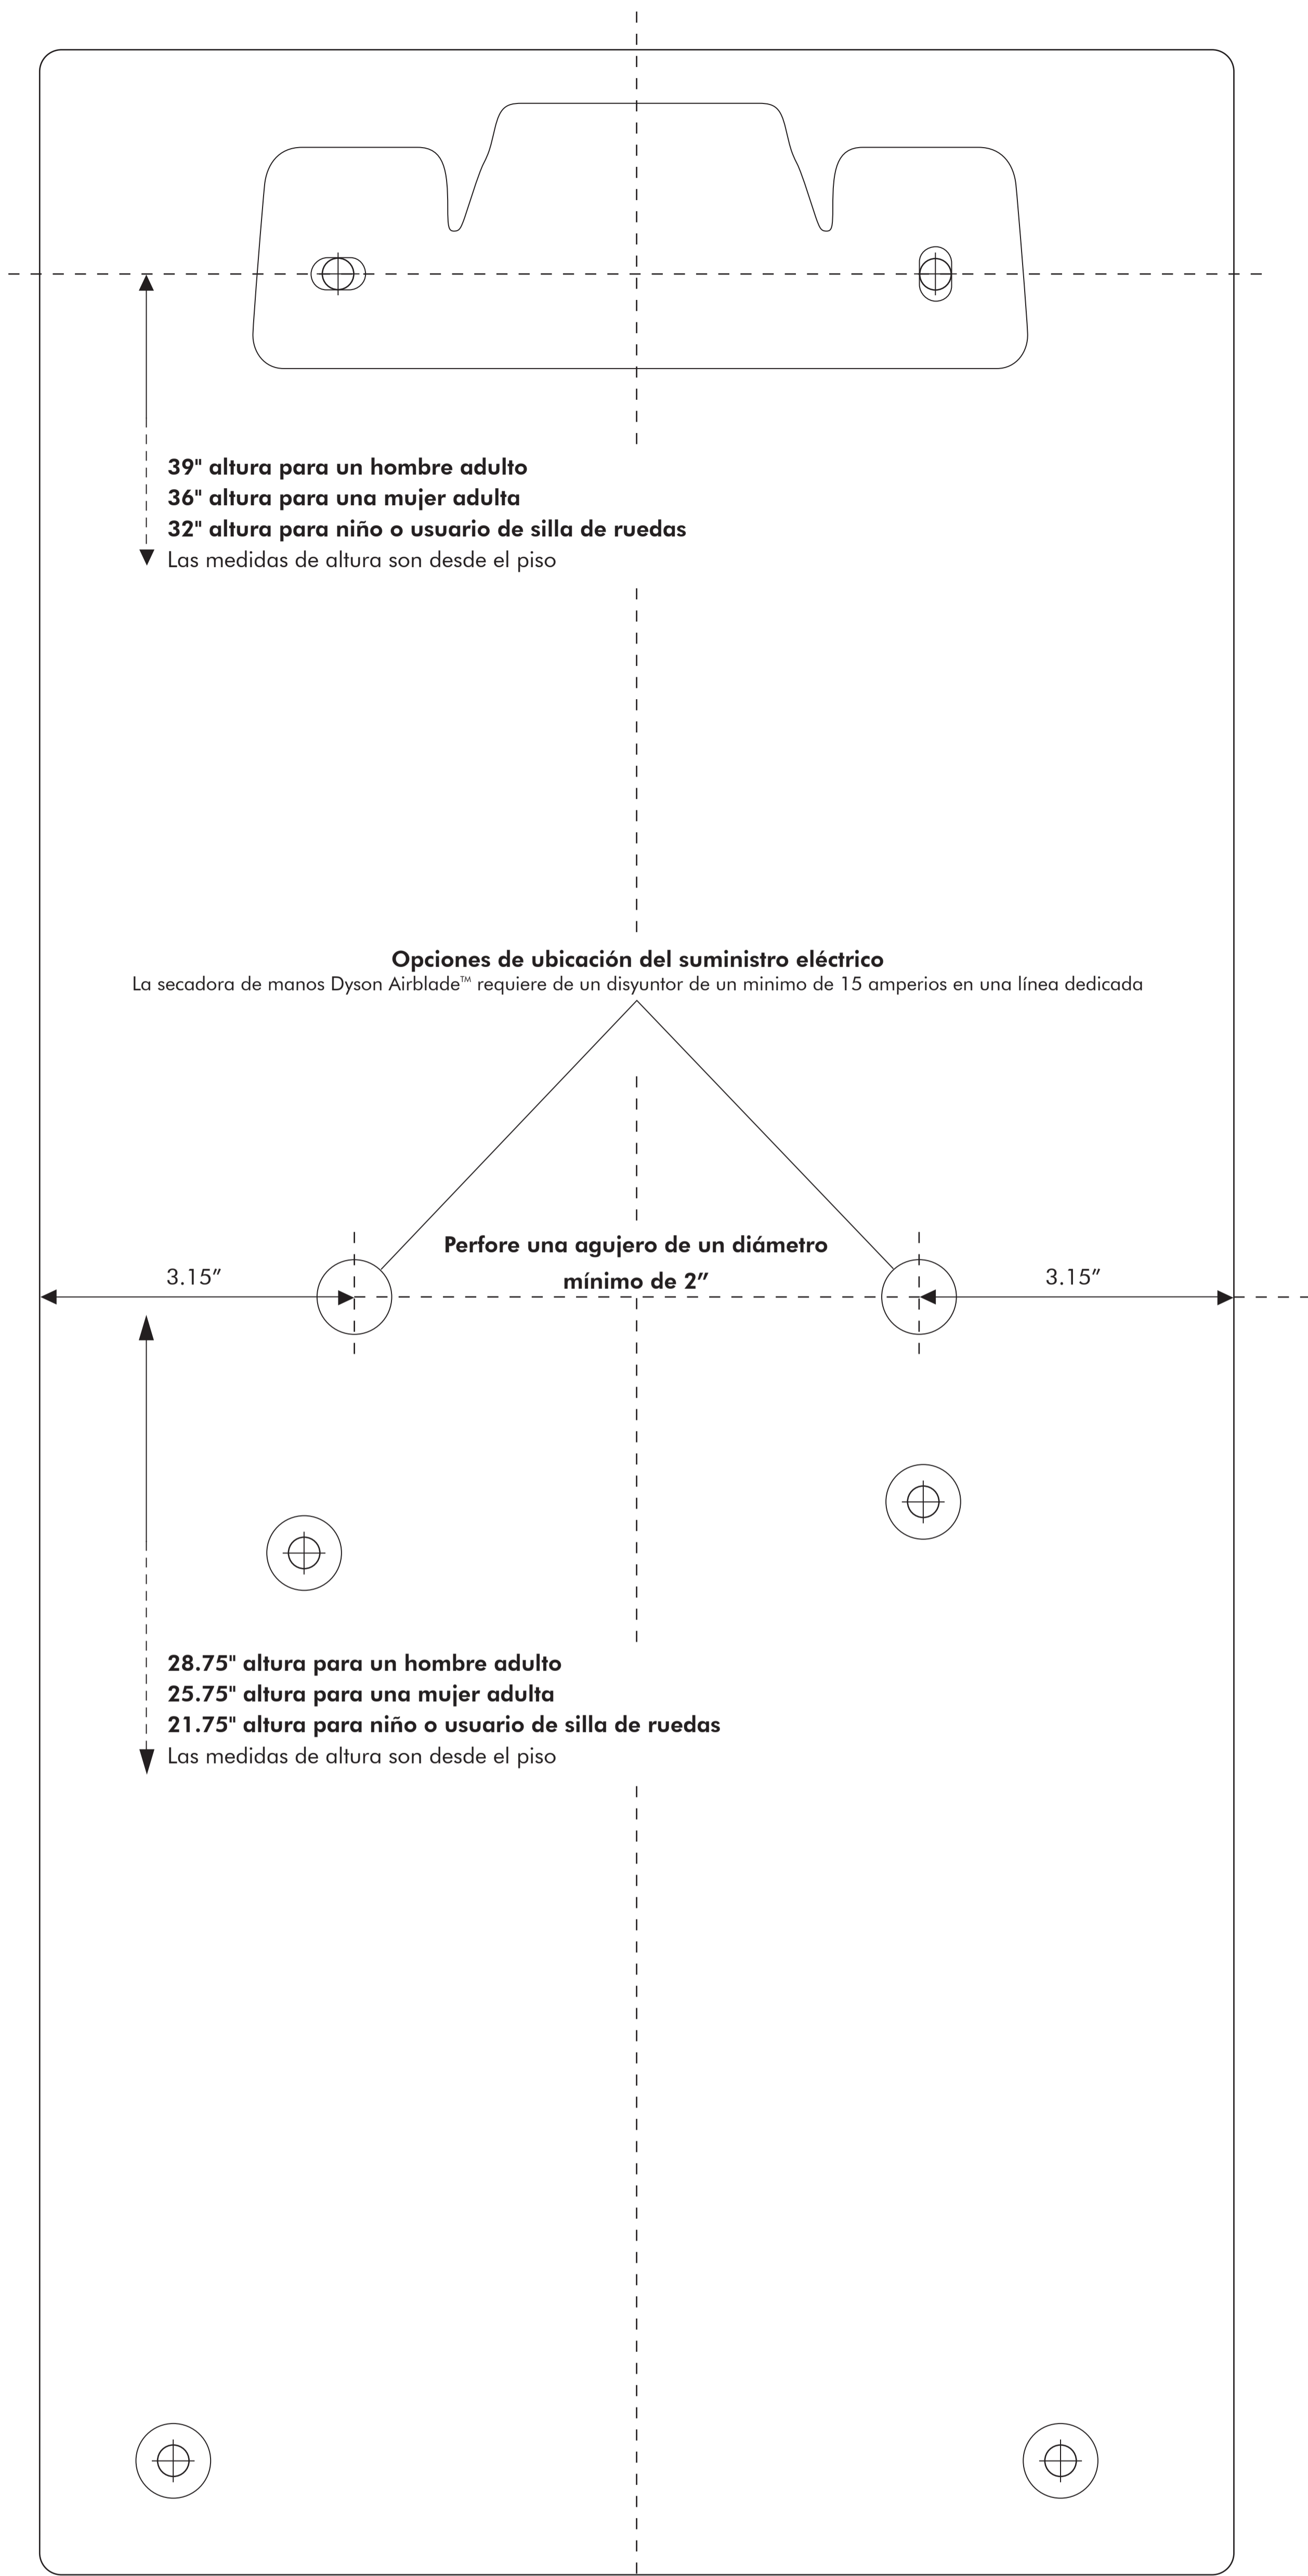 39" altura para un hombre adulto
36" altura para una mujer adulta
32" altura para niño o usuario de silla de ruedas
Las medidas de altura son desde el piso
Opciones de ubicación del suministro eléctrico
La secadora de manos Dyson Airblade™ requiere de un disyuntor de un minimo de 15 amperios en una línea dedicada
Perfore una agujero de un diámetro
mínimo de 2”
3.15”
3.15”
28.75" altura para un hombre adulto
25.75" altura para una mujer adulta
21.75" altura para niño o usuario de silla de ruedas
Las medidas de altura son desde el piso